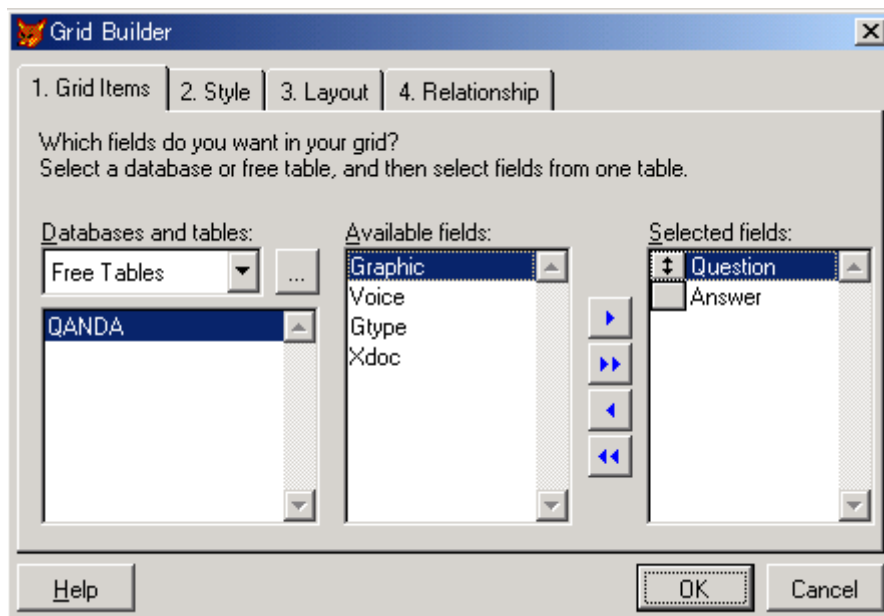 Grid Builder
1. Grid Items
2. Style
3. Layout
4. Relationship
Which fields do you want in your grid?
Select a database or free table, and then select fields from one table.
Databases and tables:
Free Tables
...
QANDA
Available fields:
Graphic
Voice
Gtype
Xdoc
Selected fields:
Question
Answer
Help
OK
Cancel